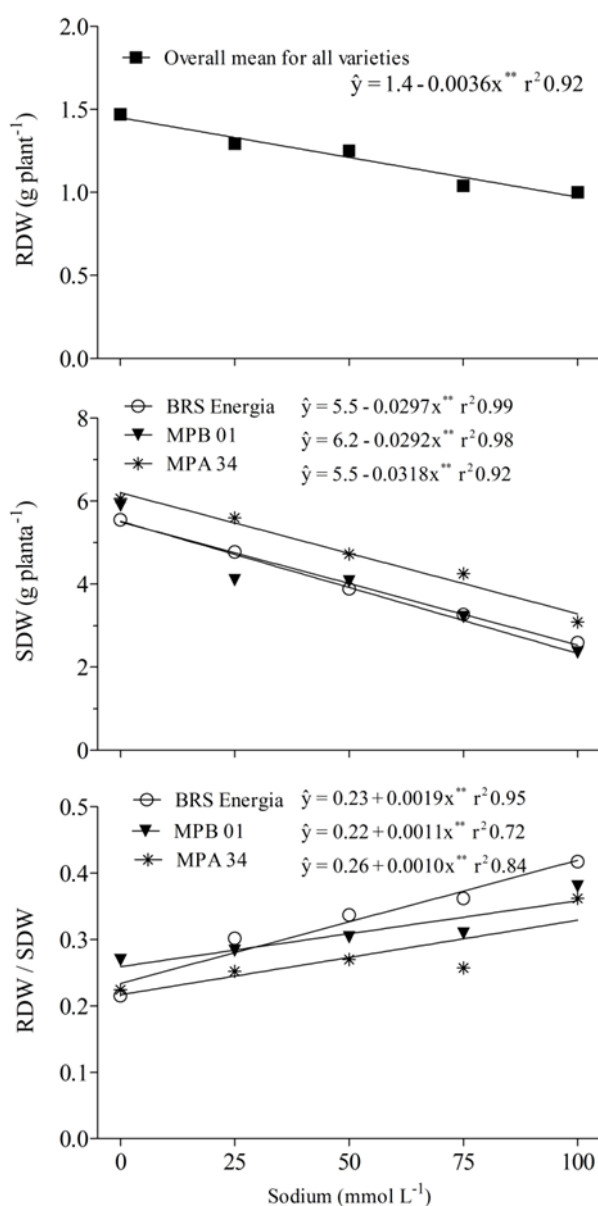 2.0
Overall mean for all varieties
ŷ = 1.4 - 0.0036x** r² 0.92
1.5
1.0
0.5
0.0
RDW (g plant⁻¹)
8
BRS Energia ŷ = 5.5 - 0.0297x** r² 0.99
MPB 01 ŷ = 6.2 - 0.0292x** r² 0.98
MPA 34 ŷ = 5.5 - 0.0318x** r² 0.92
6
4
2
0
SDW (g planta⁻¹)
0.5
BRS Energia ŷ = 0.23 + 0.0019x** r² 0.95
MPB 01 ŷ = 0.22 + 0.0011x** r² 0.72
MPA 34 ŷ = 0.26 + 0.0010x** r² 0.84
0.4
0.3
0.2
0.1
0.0
RDW / SDW
0 25 50 75 100
Sodium (mmol L⁻¹)